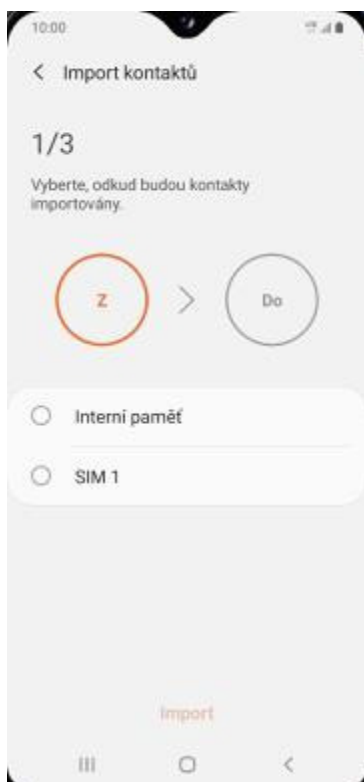 10:00
Import kontaktů
1/3
Vyberte, odkud budou kontakty
importovány.
Z
Do
Interní paměť
SIM 1
Import